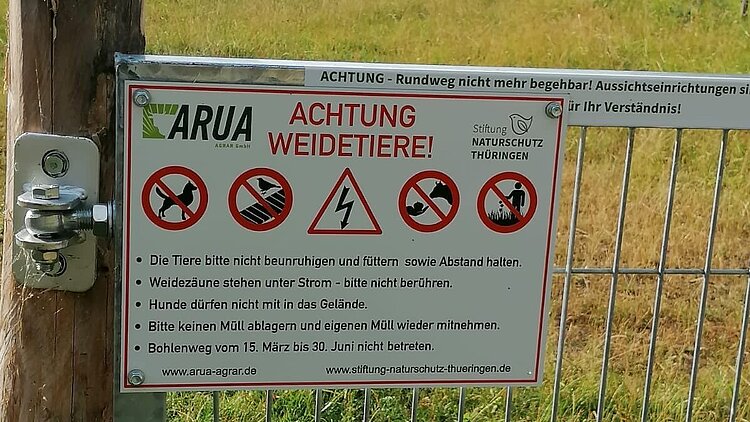 ACHTUNG - Rundweg nicht mehr begehbar! Aussichtseinrichtungen
für Ihr Verständnis!
ARUA
AGRAR GmbH
ACHTUNG
WEIDETIERE!
Stiftung
NATURSCHUTZ
THÜRINGEN
• Die Tiere bitte nicht beunruhigen und füttern sowie Abstand halten.
• Weidezäune stehen unter Strom - bitte nicht berühren.
• Hunde dürfen nicht mit in das Gelände.
• Bitte keinen Müll ablagern und eigenen Müll wieder mitnehmen.
• Bohlenweg vom 15. März bis 30. Juni nicht betreten.
www.arua-agrar.de www.stiftung-naturschutz-thueringen.de